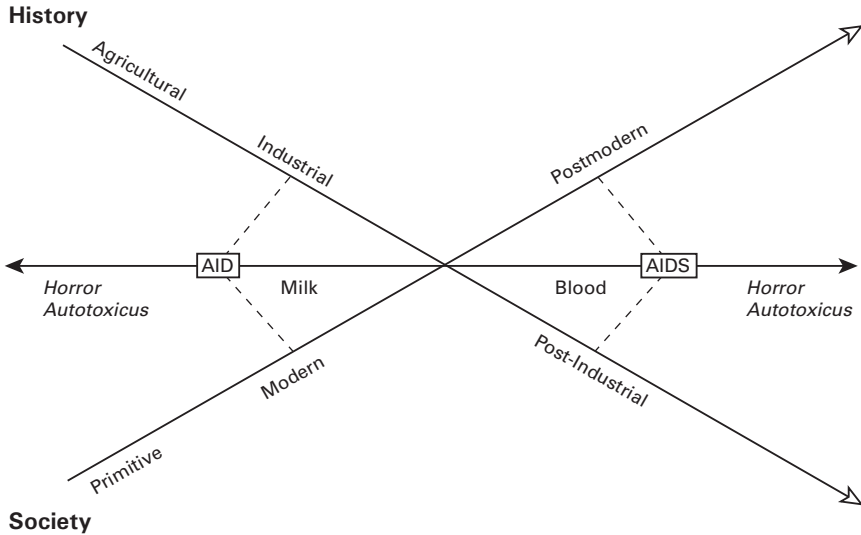 History
Agricultural
Industrial
Postmodern
AID
AIDS
Horror
Autotoxicus
Milk
Blood
Horror
Autotoxicus
Modern
Post-Industrial
Primitive
Society